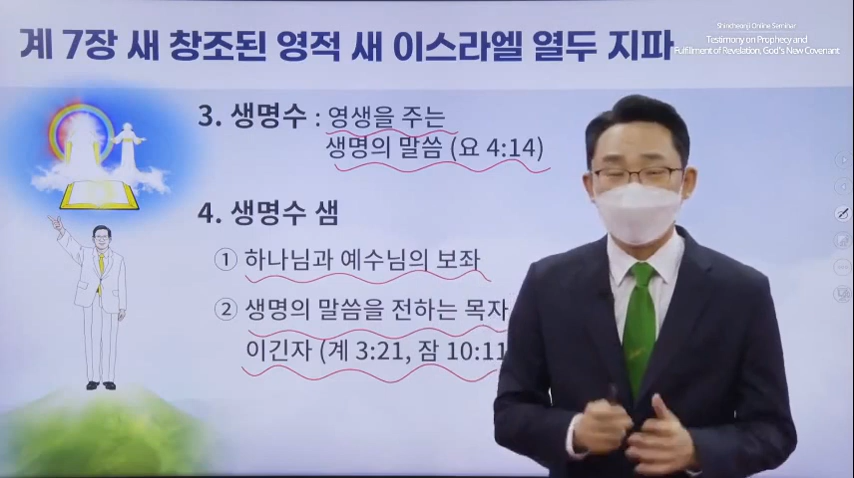 Shincheonji Online Seminar
Testimony on Prophecy and
Fulfillment of Revelation, God's New Covenant
계 7장 새 창조된 영적 새 이스라엘 열두 지파
3. 생명수 : 영생을 주는
생명의 말씀 (요 4:14)
4. 생명수 샘
① 하나님과 예수님의 보좌
② 생명의 말씀을 전하는 목자
이긴자 (계 3:21, 잠 10:11